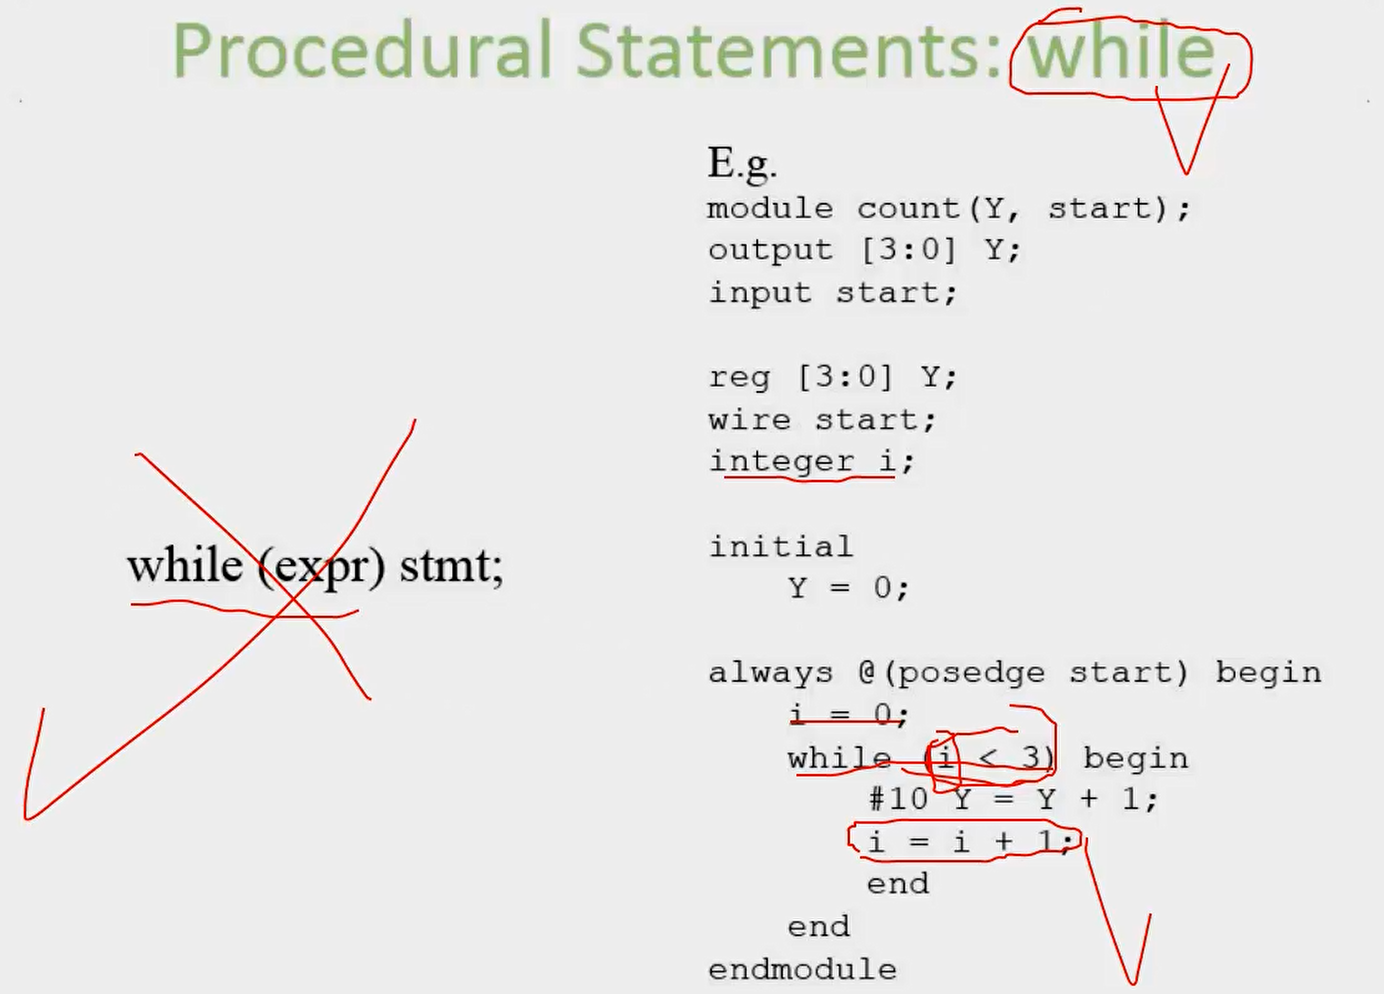 Procedural Statements: while
while (expr) stmt;
E.g.
module count(Y, start);
output [3:0] Y;
input start;
reg [3:0] Y;
wire start;
integer i;
initial
Y = 0;
always @(posedge start) begin
i = 0;
while (i < 3) begin
#10 Y = Y + 1;
i = i + 1;
end
end
endmodule